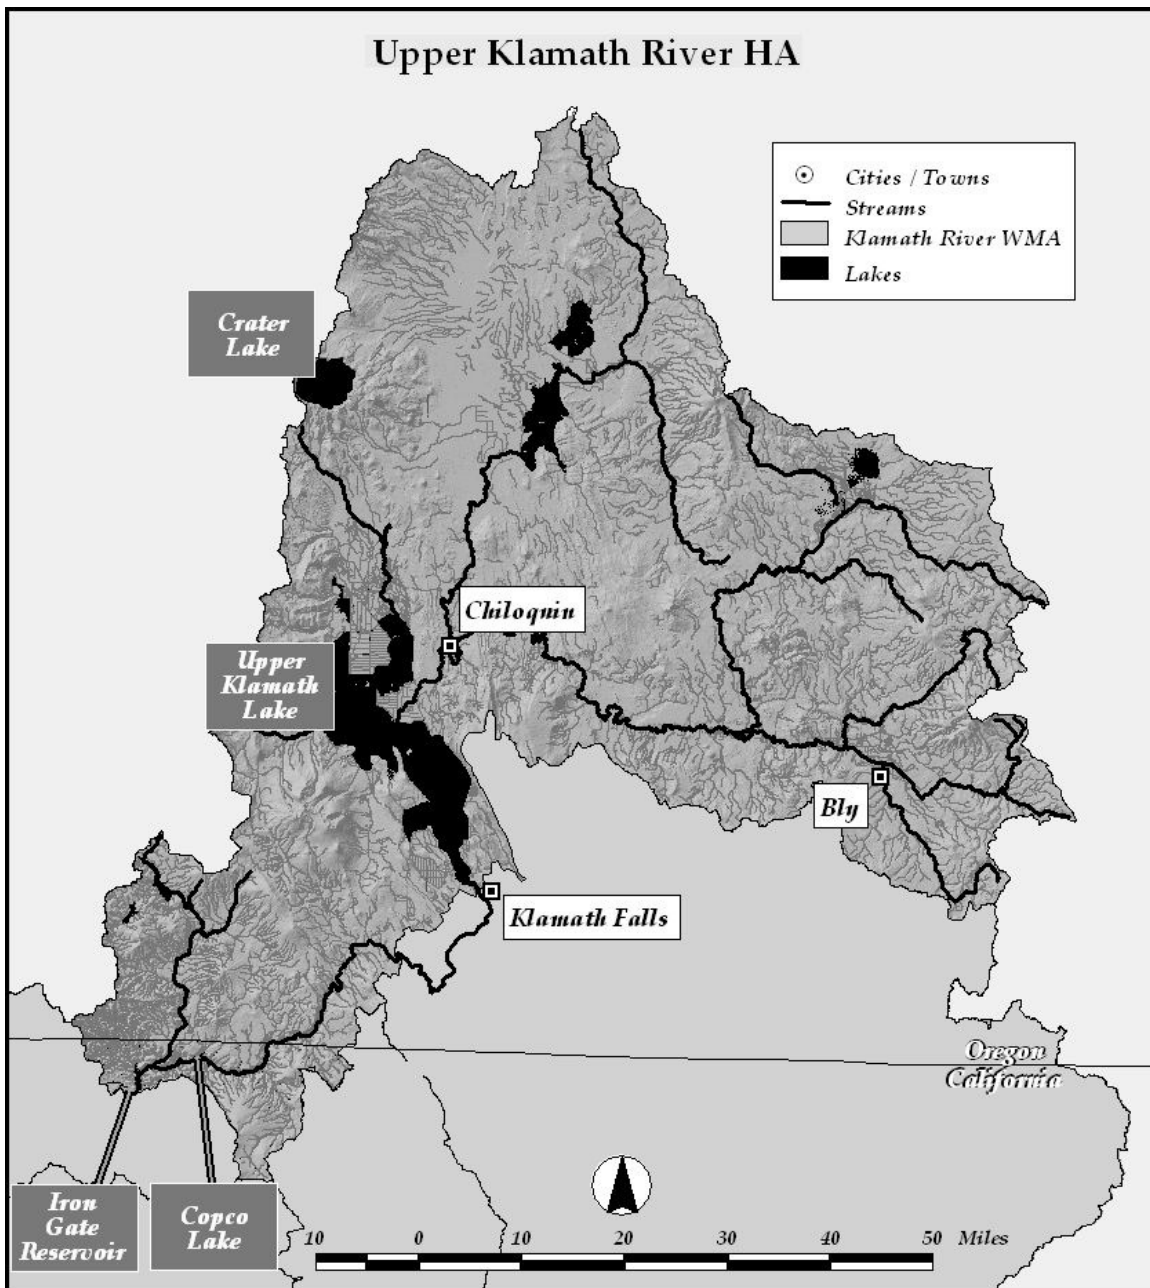 Upper Klamath River HA
Cities / Towns
Streams
Klamath River WMA
Lakes
Crater
Lake
Chiloquin
Upper
Klamath
Lake
Bly
Klamath Falls
Oregon
California
Iron
Gate
Reservoir
Copco
Lake
10 0 10 20 30 40 50 Miles